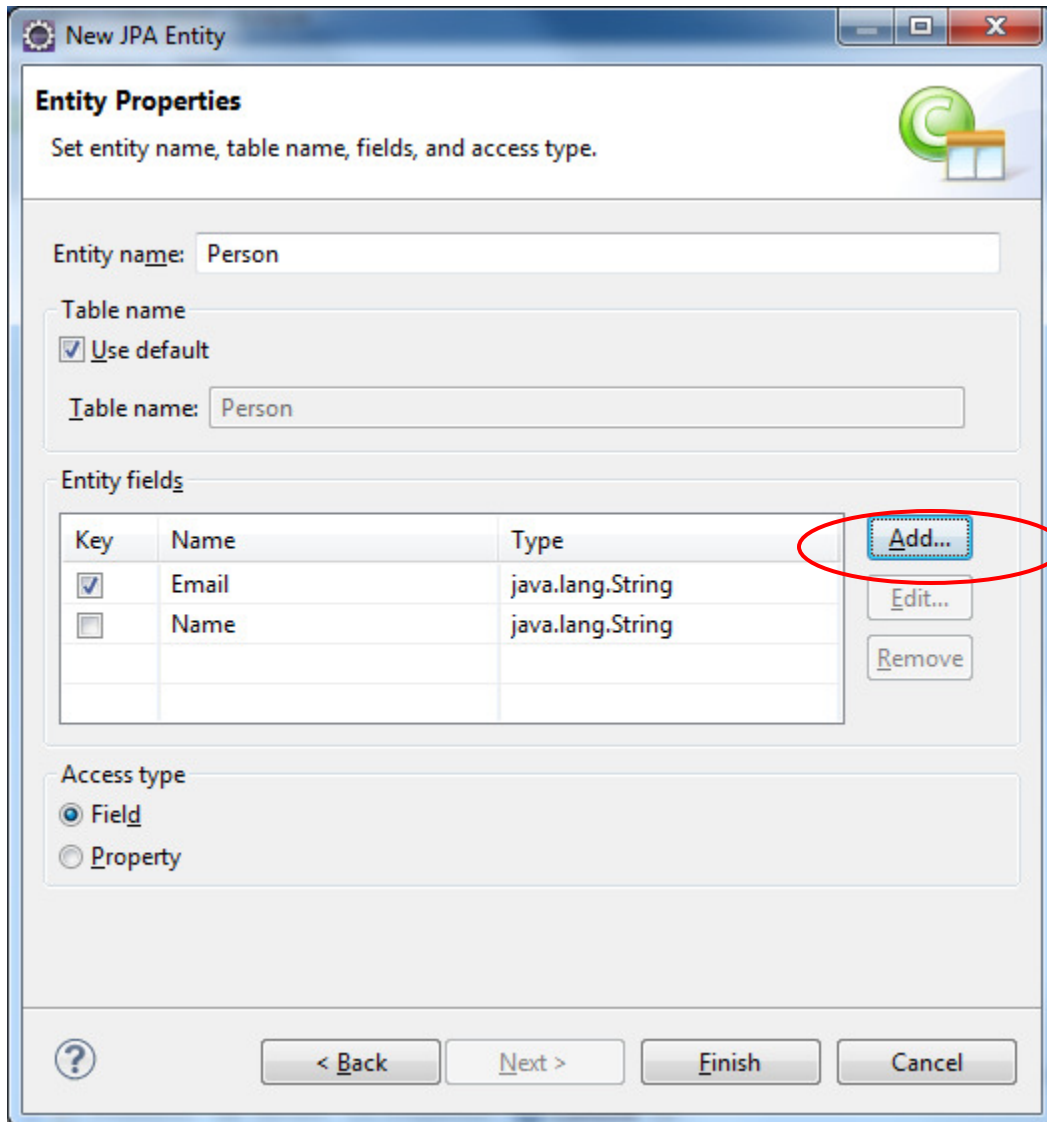 New JPA Entity
Entity Properties
Set entity name, table name, fields, and access type.
Entity name: Person
Table name
Use default
Table name: Person
Entity fields
Key Name Type Add...
Email java.lang.String Edit...
Name java.lang.String
Remove
Access type
Field
Property
< Back Next > Finish Cancel